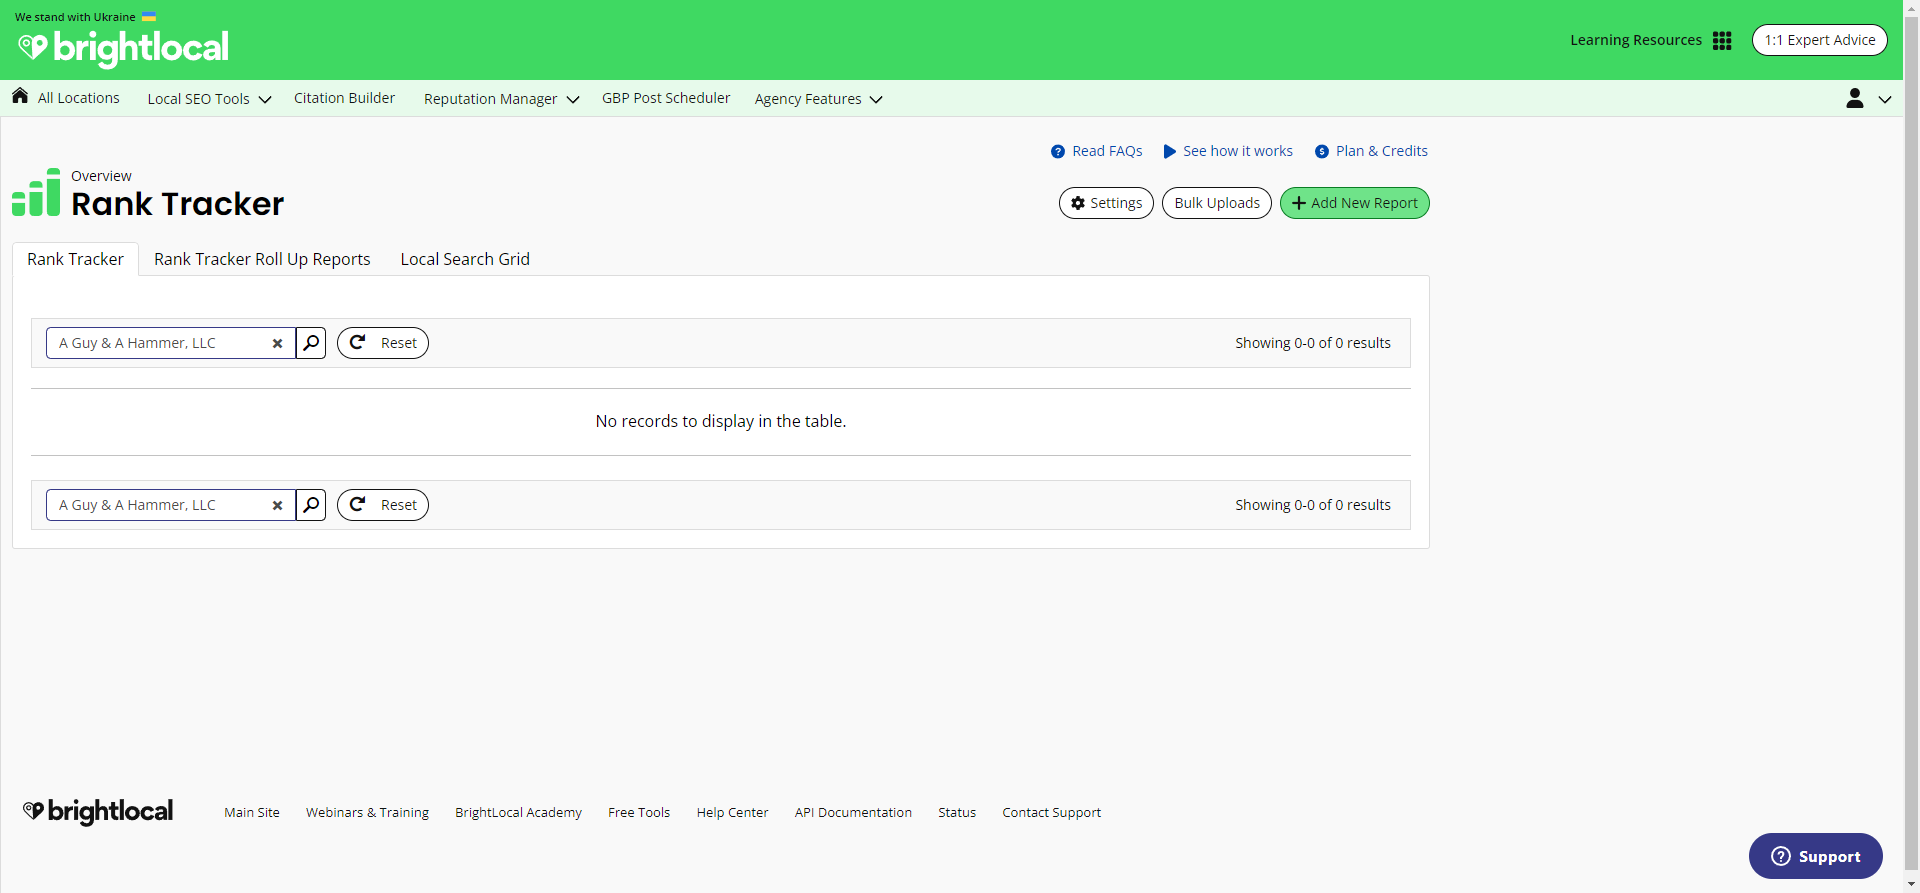 We stand with Ukraine
brightlocal
Learning Resources
1:1 Expert Advice
All Locations
Local SEO Tools
Citation Builder
Reputation Manager
GBP Post Scheduler
Agency Features
Read FAQs
See how it works
Plan & Credits
Overview
Rank Tracker
Settings
Bulk Uploads
Add New Report
Rank Tracker
Rank Tracker Roll Up Reports
Local Search Grid
A Guy & A Hammer, LLC
Reset
Showing 0-0 of 0 results
No records to display in the table.
A Guy & A Hammer, LLC
Reset
Showing 0-0 of 0 results
brightlocal
Main Site
Webinars & Training
BrightLocal Academy
Free Tools
Help Center
API Documentation
Status
Contact Support
Support